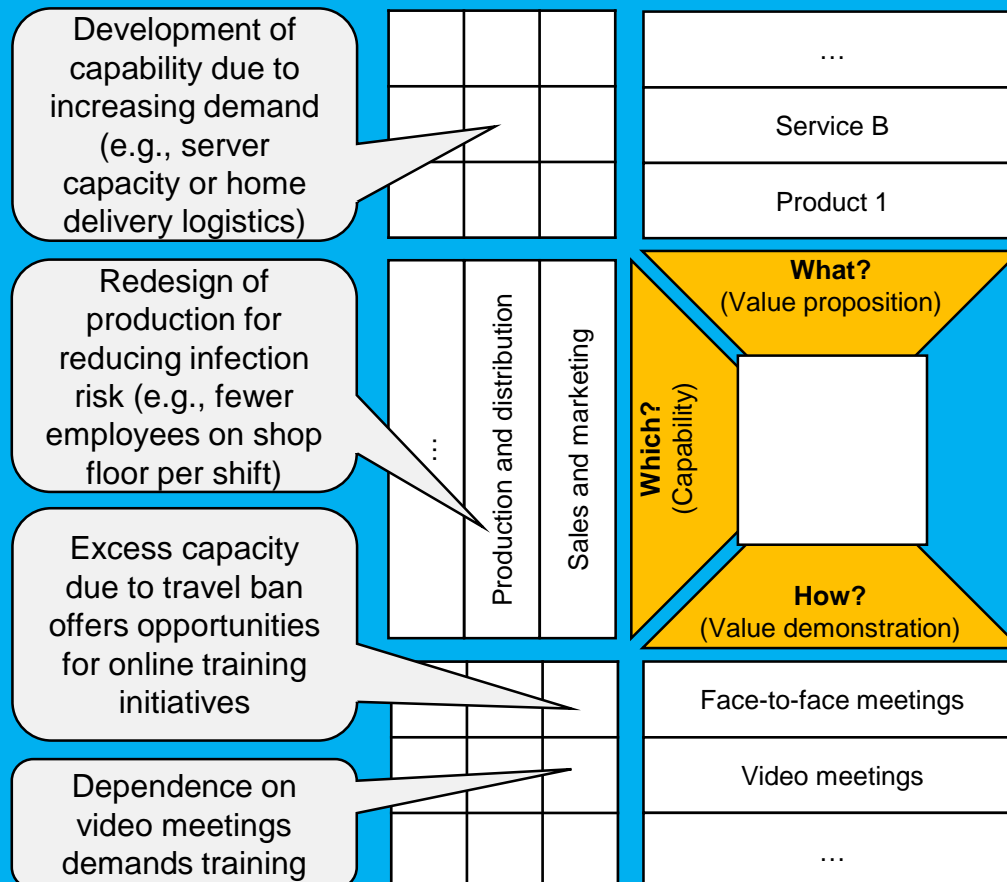 Development of
capability due to
increasing demand
(e.g., server
capacity or home
delivery logistics)
…
Service B
Product 1
Redesign of
production for
reducing infection
risk (e.g., fewer
employees on shop
floor per shift)
…
Production and distribution
Sales and marketing
Which?
(Capability)
What?
(Value proposition)
How?
(Value demonstration)
Excess capacity
due to travel ban
offers opportunities
for online training
initiatives
Face-to-face meetings
Video meetings
…
Dependence on
video meetings
demands training